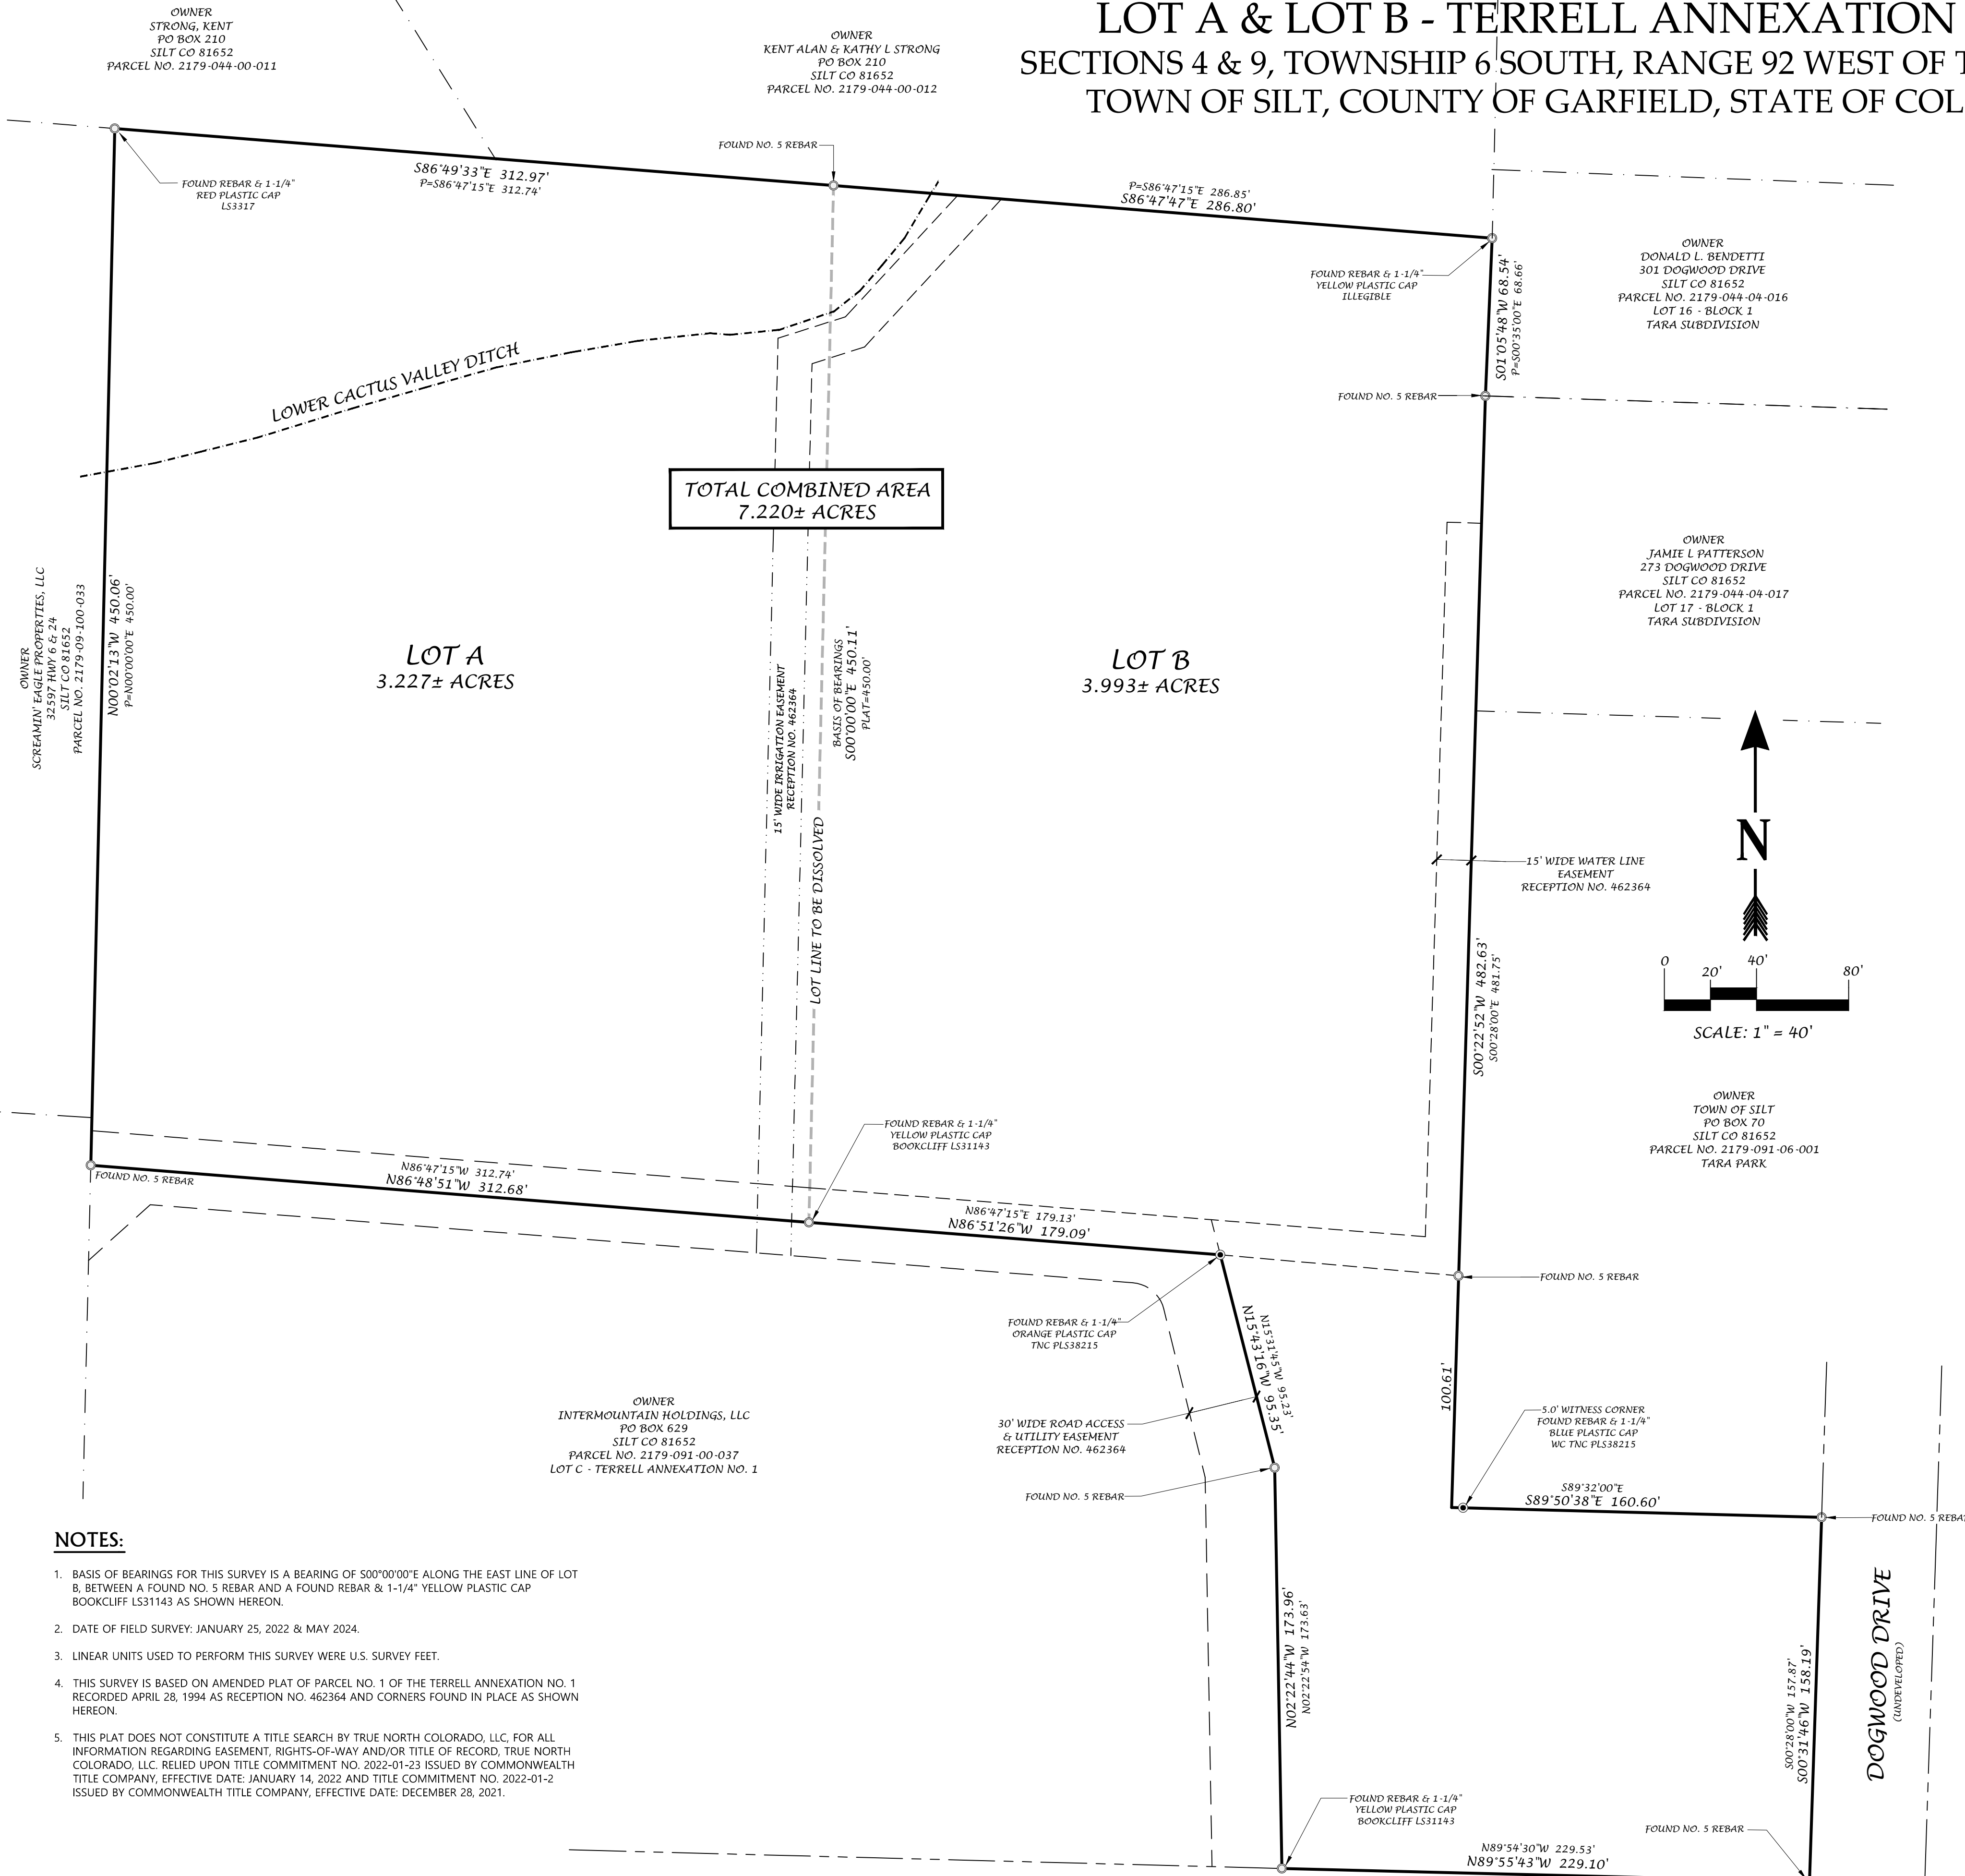 LOT A & LOT B - TERRELL ANNEXATION
SECTIONS 4 & 9, TOWNSHIP 6 SOUTH, RANGE 92 WEST OF T
TOWN OF SILT, COUNTY OF GARFIELD, STATE OF COL
OWNER
STRONG, KENT
PO BOX 210
SILT CO 81652
PARCEL NO. 2179-044-00-011
OWNER
KENT ALAN & KATHY L STRONG
PO BOX 210
SILT CO 81652
PARCEL NO. 2179-044-00-012
FOUND NO. 5 REBAR
S86°49'33"E 312.97'
P=S86°47'15"E 312.74'
FOUND REBAR & 1-1/4"
RED PLASTIC CAP
LS3317
P=S86°47'15"E 286.85'
S86°47'47"E 286.80'
FOUND REBAR & 1-1/4"
YELLOW PLASTIC CAP
ILLEGIBLE
S01°05'48"W 68.54'
P=S00°35'00"E 68.66'
OWNER
DONALD L. BENDETTI
301 DOGWOOD DRIVE
SILT CO 81652
PARCEL NO. 2179-044-04-016
LOT 16 - BLOCK 1
TARA SUBDIVISION
FOUND NO. 5 REBAR
LOWER CACTUS VALLEY DITCH
TOTAL COMBINED AREA
7.220± ACRES
OWNER
JAMIE L PATTERSON
273 DOGWOOD DRIVE
SILT CO 81652
PARCEL NO. 2179-044-04-017
LOT 17 - BLOCK 1
TARA SUBDIVISION
OWNER
SCREAMIN' EAGLE PROPERTIES, LLC
32597 HWY 6 & 24
SILT CO 81652
PARCEL NO. 2179-09-100-033
N00°02'13"W 450.06'
P=N00°00'00"E 450.00'
LOT A
3.227± ACRES
15' WIDE IRRIGATION EASEMENT
RECEPTION NO. 462364
BASIS OF BEARINGS
S00°00'00"E 450.11'
PLAT=450.00'
LOT B
3.993± ACRES
LOT LINE TO BE DISSOLVED
N
15' WIDE WATER LINE
EASEMENT
RECEPTION NO. 462364
S00°22'52"W 482.63'
S00°28'00"E 481.75'
0 20' 40' 80'
SCALE: 1" = 40'
OWNER
TOWN OF SILT
PO BOX 70
SILT CO 81652
PARCEL NO. 2179-091-06-001
TARA PARK
FOUND REBAR & 1-1/4"
YELLOW PLASTIC CAP
BOOKCLIFF LS31143
FOUND NO. 5 REBAR
N86°47'15"W 312.74'
N86°48'51"W 312.68'
N86°47'15"E 179.13'
N86°51'26"W 179.09'
FOUND NO. 5 REBAR
FOUND REBAR & 1-1/4"
ORANGE PLASTIC CAP
TNC PLS38215
N15°31'45"W 95.23'
N15°43'16"W 95.35'
100.61'
30' WIDE ROAD ACCESS
& UTILITY EASEMENT
RECEPTION NO. 462364
5.0' WITNESS CORNER
FOUND REBAR & 1-1/4"
BLUE PLASTIC CAP
WC TNC PLS38215
OWNER
INTERMOUNTAIN HOLDINGS, LLC
PO BOX 629
SILT CO 81652
PARCEL NO. 2179-091-00-037
LOT C - TERRELL ANNEXATION NO. 1
FOUND NO. 5 REBAR
S89°32'00"E
S89°50'38"E 160.60'
FOUND NO. 5 REBAR
N02°22'44"W 173.96'
N02°22'54"W 173.63'
S00°28'00"W 157.87'
S00°31'46"W 158.19'
DOGWOOD DRIVE
(UNDEVELOPED)
NOTES:
1. BASIS OF BEARINGS FOR THIS SURVEY IS A BEARING OF S00°00'00"E ALONG THE EAST LINE OF LOT
B, BETWEEN A FOUND NO. 5 REBAR AND A FOUND REBAR & 1-1/4" YELLOW PLASTIC CAP
BOOKCLIFF LS31143 AS SHOWN HEREON.
2. DATE OF FIELD SURVEY: JANUARY 25, 2022 & MAY 2024.
3. LINEAR UNITS USED TO PERFORM THIS SURVEY WERE U.S. SURVEY FEET.
4. THIS SURVEY IS BASED ON AMENDED PLAT OF PARCEL NO. 1 OF THE TERRELL ANNEXATION NO. 1
RECORDED APRIL 28, 1994 AS RECEPTION NO. 462364 AND CORNERS FOUND IN PLACE AS SHOWN
HEREON.
5. THIS PLAT DOES NOT CONSTITUTE A TITLE SEARCH BY TRUE NORTH COLORADO, LLC, FOR ALL
INFORMATION REGARDING EASEMENT, RIGHTS-OF-WAY AND/OR TITLE OF RECORD, TRUE NORTH
COLORADO, LLC. RELIED UPON TITLE COMMITMENT NO. 2022-01-23 ISSUED BY COMMONWEALTH
TITLE COMPANY, EFFECTIVE DATE: JANUARY 14, 2022 AND TITLE COMMITMENT NO. 2022-01-2
ISSUED BY COMMONWEALTH TITLE COMPANY, EFFECTIVE DATE: DECEMBER 28, 2021.
FOUND REBAR & 1-1/4"
YELLOW PLASTIC CAP
BOOKCLIFF LS31143
FOUND NO. 5 REBAR
N89°54'30"W 229.53'
N89°55'43"W 229.10'